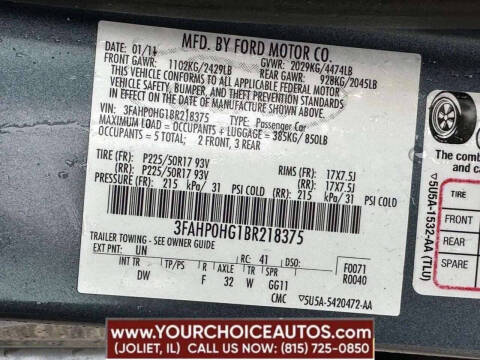 MFD. BY FORD MOTOR CO.
DATE: 01/11 GVWR: 2029KG/4474LB
FRONT GAWR: 1102KG/2429LB REAR GAWR: 928KG/2045LB
THIS VEHICLE CONFORMS TO ALL APPLICABLE FEDERAL MOTOR
VEHICLE SAFETY, BUMPER, AND THEFT PREVENTION STANDARDS
IN EFFECT ON THE DATE OF MANUFACTURE SHOWN ABOVE.
VIN: 3FAHP0HG1BR218375 TYPE: Passenger Car
MAXIMUM LOAD = OCCUPANTS + LUGGAGE = 385KG/850LB
OCCUPANTS = 5 TOTAL; 2 FRONT, 3 REAR
TIRE (FR): P225/50R17 93V RIMS (FR): 17X7.5J
(RR): P225/50R17 93V (RR): 17X7.5J
PRESSURE (FR): 215 kPa/ 31 PSI COLD (RR): 215 kPa/ 31 PSI COLD
3FAHP0HG1BR218375
TRAILER TOWING - SEE OWNER GUIDE
EXT PNT: UN RC: 41 DSO: F0071
R0040
INT TR TP/PS R AXLE TR SPR
DW F 32 W GG11
CMC 5U5A-5420472-AA
The combi
TIRE
FRONT
REAR
SPARE
5U5A-1532-AA (TLU)
WWW.YOURCHOICEAUTOS.COM
(JOLIET, IL) CALL US NOW: (815) 725-0850